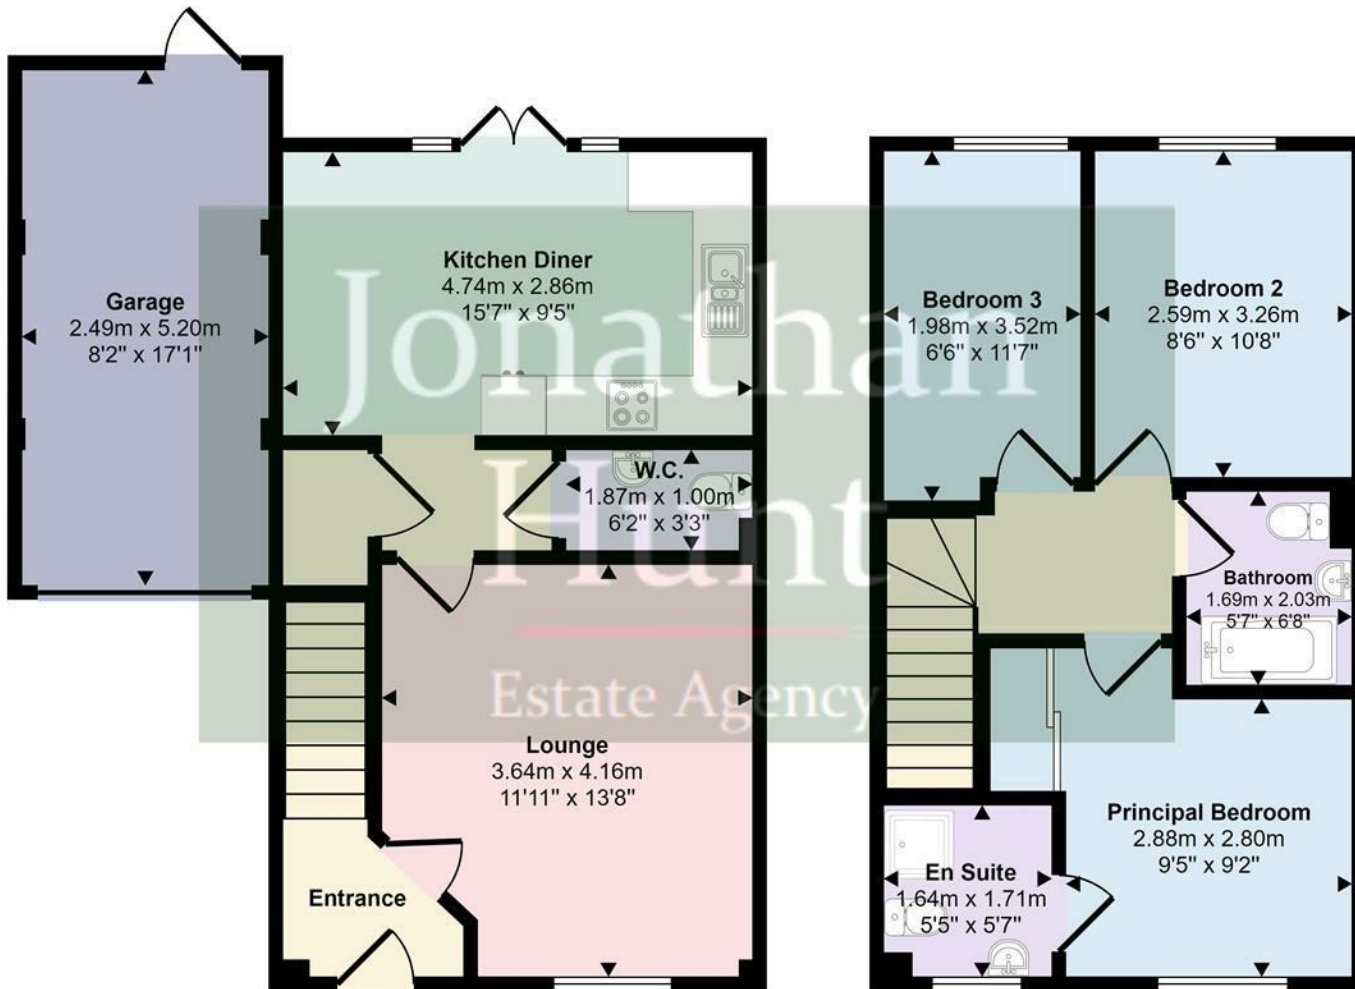 Garage
2.49m x 5.20m
8'2" x 17'1"
Kitchen Diner
4.74m x 2.86m
15'7" x 9'5"
W.C.
1.87m x 1.00m
6'2" x 3'3"
Lounge
3.64m x 4.16m
11'11" x 13'8"
Entrance
Bedroom 3
1.98m x 3.52m
6'6" x 11'7"
Bedroom 2
2.59m x 3.26m
8'6" x 10'8"
Bathroom
1.69m x 2.03m
5'7" x 6'8"
Principal Bedroom
2.88m x 2.80m
9'5" x 9'2"
En Suite
1.64m x 1.71m
5'5" x 5'7"
Jonathan
Hunt
Estate Agency